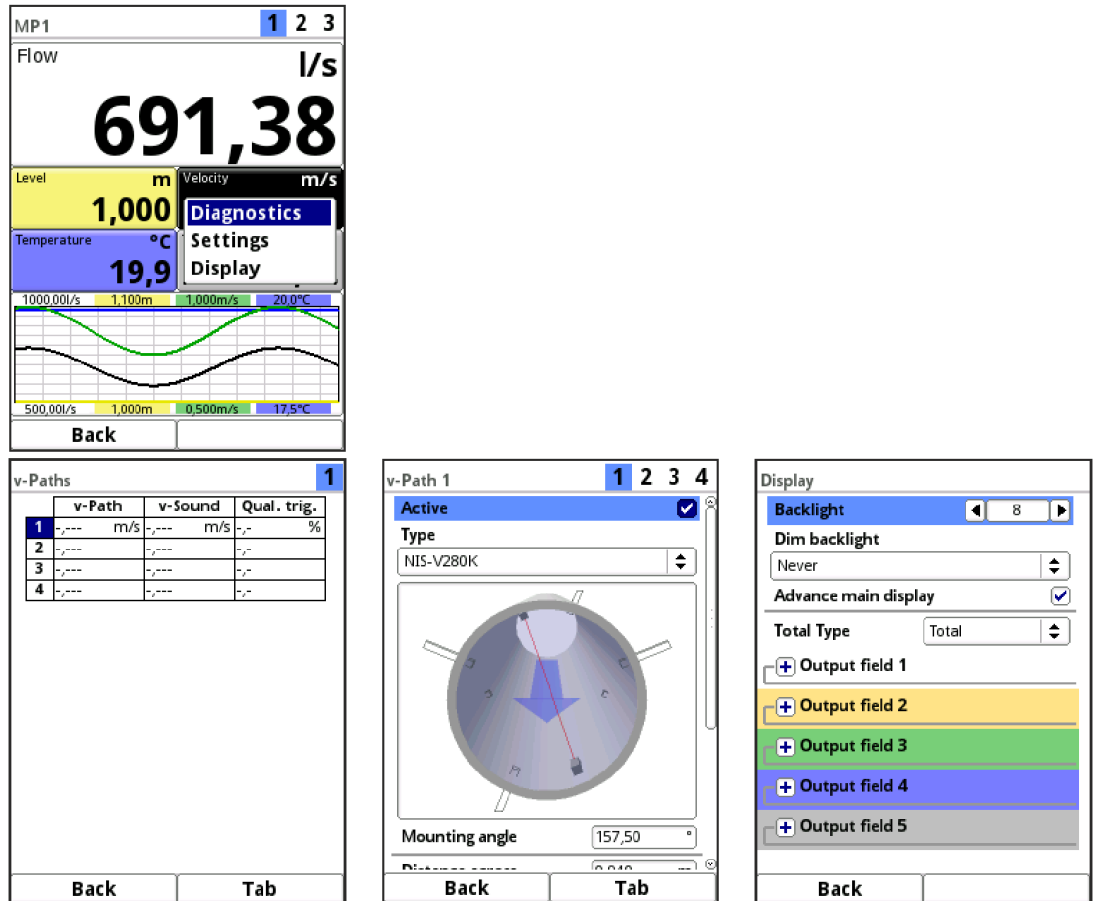 MP1 1 2 3
Flow l/s
691,38
Level m Velocity m/s
1,000
Diagnostics
Settings
Display
Temperature °C
19,9
1000,00l/s 1,100m 1,000m/s 20,0°C
500,00l/s 1,000m 0,500m/s 17,5°C
Back
v-Paths 1
v-Path v-Sound Qual. trig.
1 -,--- m/s -,--- m/s -,- %
2 -,--- -,--- -,-
3 -,--- -,--- -,-
4 -,--- -,--- -,-
Back Tab
v-Path 1 1 2 3 4
Active
Type
NIS-V280K
Mounting angle 157,50 °
Back Tab
Display
Backlight 8
Dim backlight
Never
Advance main display
Total Type Total
Output field 1
Output field 2
Output field 3
Output field 4
Output field 5
Back